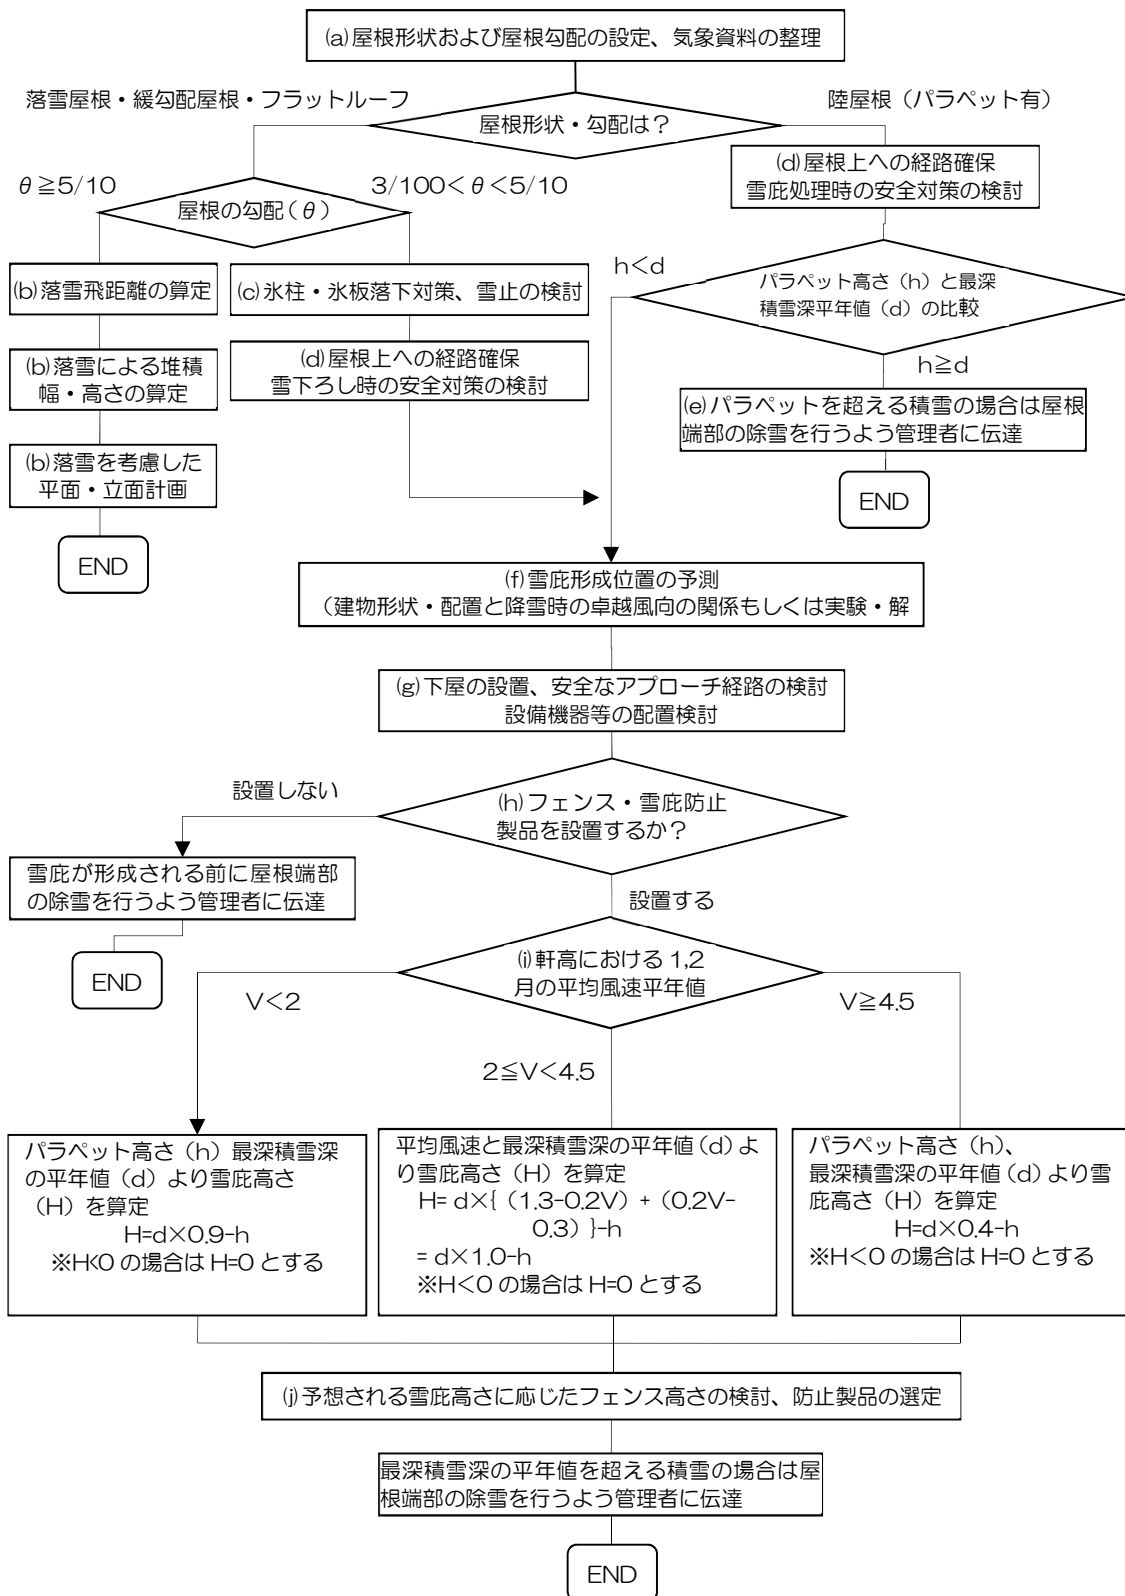 (a)屋根形状および屋根勾配の設定、気象資料の整理
落雪屋根・緩勾配屋根・フラットルーフ
陸屋根（パラペット有）
屋根形状・勾配は？
θ≧5/10
3/100<θ<5/10
屋根の勾配(θ)
(d)屋根上への経路確保
雪庇処理時の安全対策の検討
(b)落雪飛距離の算定
(c)氷柱・氷板落下対策、雪止の検討
h<d
パラペット高さ（h）と最深
積雪深平年値（d）の比較
(b)落雪による堆積
幅・高さの算定
(d)屋根上への経路確保
雪下ろし時の安全対策の検討
h≧d
(e)パラペットを超える積雪の場合は屋根
端部の除雪を行うよう管理者に伝達
(b)落雪を考慮した
平面・立面計画
END
END
(f)雪庇形成位置の予測
（建物形状・配置と降雪時の卓越風向の関係もしくは実験・解
(g)下屋の設置、安全なアプローチ経路の検討
設備機器等の配置検討
設置しない
(h)フェンス・雪庇防止
製品を設置するか？
雪庇が形成される前に屋根端部
の除雪を行うよう管理者に伝達
設置する
END
(i)軒高における1,2
月の平均風速平年値
V<2
V≧4.5
2≦V<4.5
パラペット高さ（h）最深積雪深
の平年値（d）より雪庇高さ
（H）を算定
H=d×0.9-h
※H<0の場合はH=0とする
平均風速と最深積雪深の平年値(d)よ
り雪庇高さ（H）を算定
H= d×{（1.3-0.2V）+（0.2V-
0.3）}-h
= d×1.0-h
※H<0の場合はH=0とする
パラペット高さ（h）、
最深積雪深の平年値(d)より雪
庇高さ（H）を算定
H=d×0.4-h
※H<0の場合はH=0とする
(j)予想される雪庇高さに応じたフェンス高さの検討、防止製品の選定
最深積雪深の平年値を超える積雪の場合は屋
根端部の除雪を行うよう管理者に伝達
END